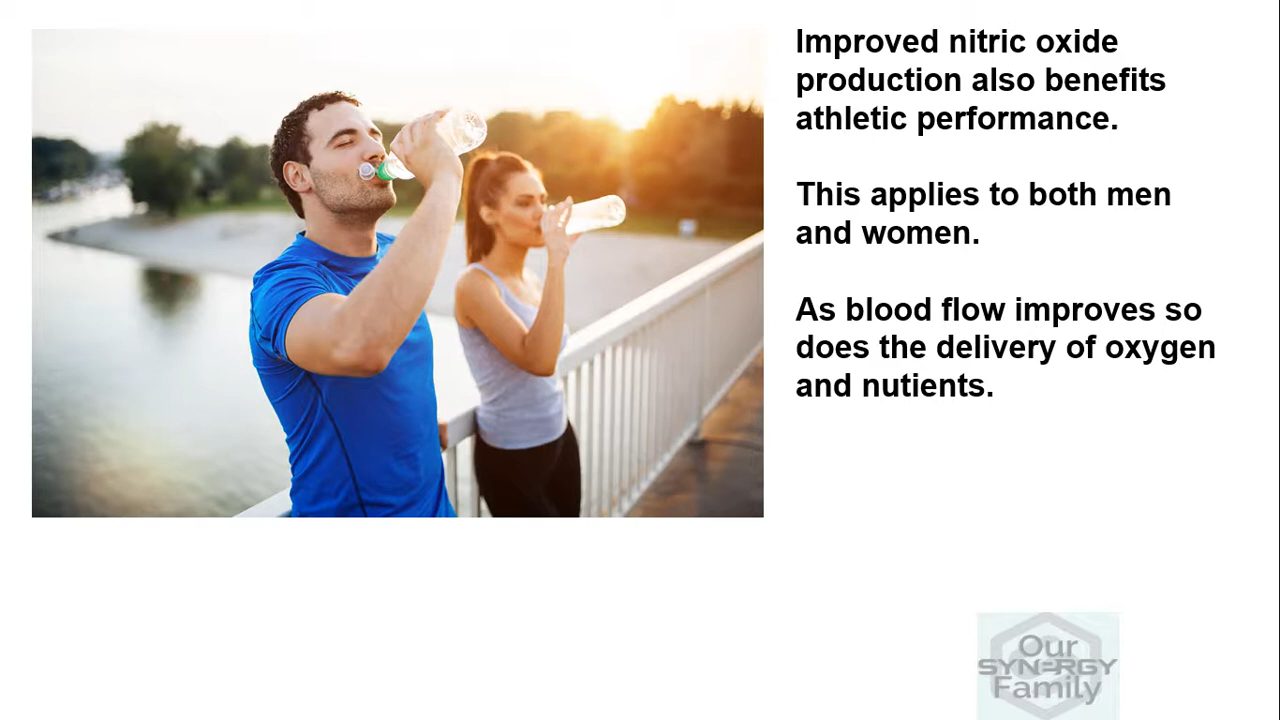 Improved nitric oxide
production also benefits
athletic performance.
This applies to both men
and women.
As blood flow improves so
does the delivery of oxygen
and nutients.
Our
SYNERGY
Family